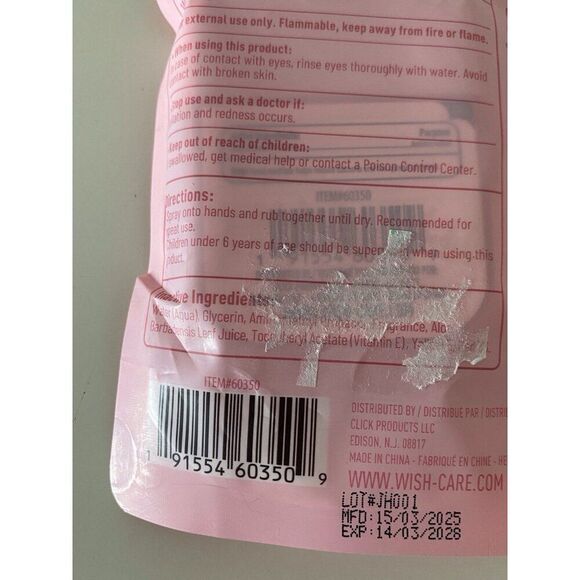 external use only. Flammable, keep away from fire or flame.
When using this product:
case of contact with eyes, rinse eyes thoroughly with water. Avoid
contact with broken skin.
Stop use and ask a doctor if:
and redness occurs.
Keep out of reach of children:
swallowed, get medical help or contact a Poison Control Center.
Purpose
ITEM#60350
Directions:
Spray onto hands and rub together until dry. Recommended for
use.
Children under 6 years of age should be supervised when using this
Ingredients:
Water (Aqua), Glycerin, Fragrance, Aloe
Barbadensis Leaf Juice, Tocopheryl Acetate (Vitamin E),
ITEM#60350
1 91554 60350 9
DISTRIBUTED BY / DISTRIBUÉ PAR /
CLICK PRODUCTS LLC
EDISON, N.J. 08817
MADE IN CHINA - FABRIQUÉ EN CHINE -
WWW.WISH-CARE.COM
LOT#JH001
MFD:15/03/2025
EXP:14/03/2028